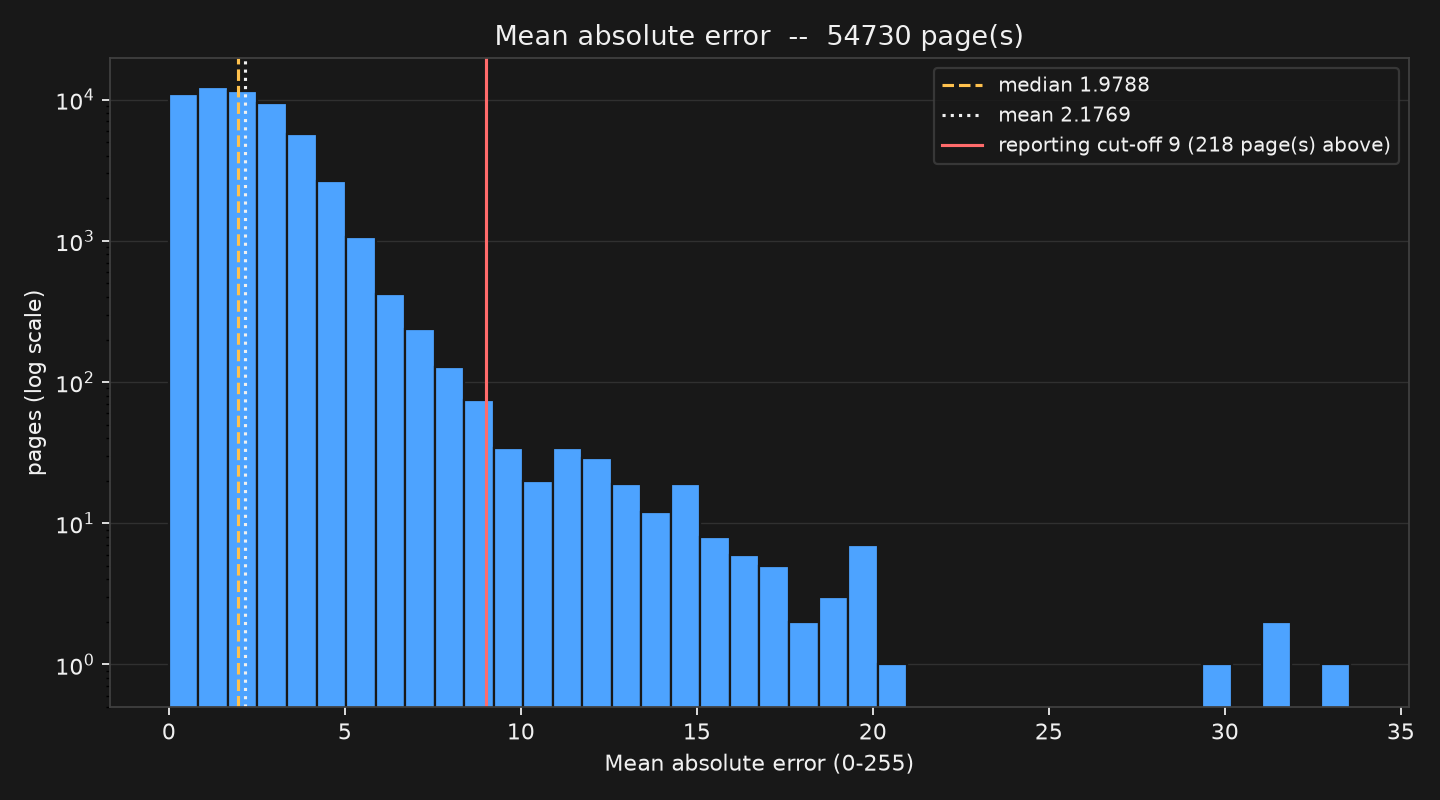 Mean absolute error -- 54730 page(s)
median 1.9788
mean 2.1769
reporting cut-off 9 (218 page(s) above)
pages (log scale)
10⁴
10³
10²
10¹
10⁰
0 5 10 15 20 25 30 35
Mean absolute error (0-255)